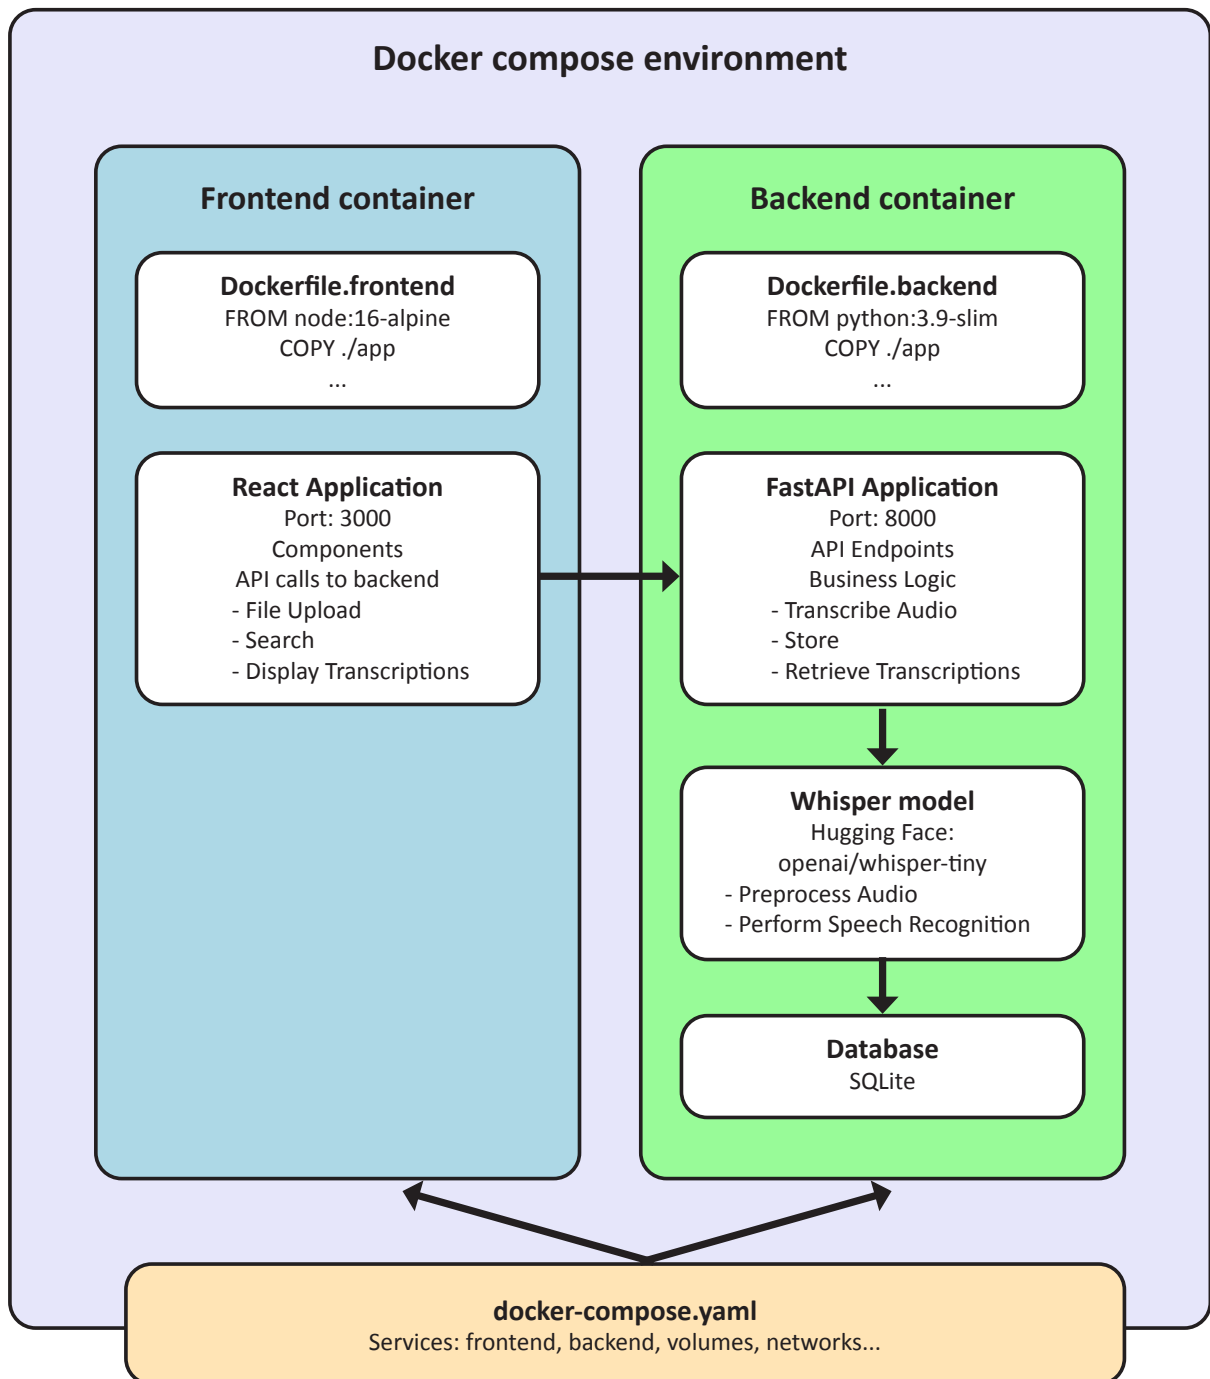 Docker compose environment
Frontend container
Dockerfile.frontend
FROM node:16-alpine
COPY ./app
...
React Application
Port: 3000
Components
API calls to backend
- File Upload
- Search
- Display Transcriptions
Backend container
Dockerfile.backend
FROM python:3.9-slim
COPY ./app
...
FastAPI Application
Port: 8000
API Endpoints
Business Logic
- Transcribe Audio
- Store
- Retrieve Transcriptions
Whisper model
Hugging Face:
openai/whisper-tiny
- Preprocess Audio
- Perform Speech Recognition
Database
SQLite
docker-compose.yaml
Services: frontend, backend, volumes, networks...